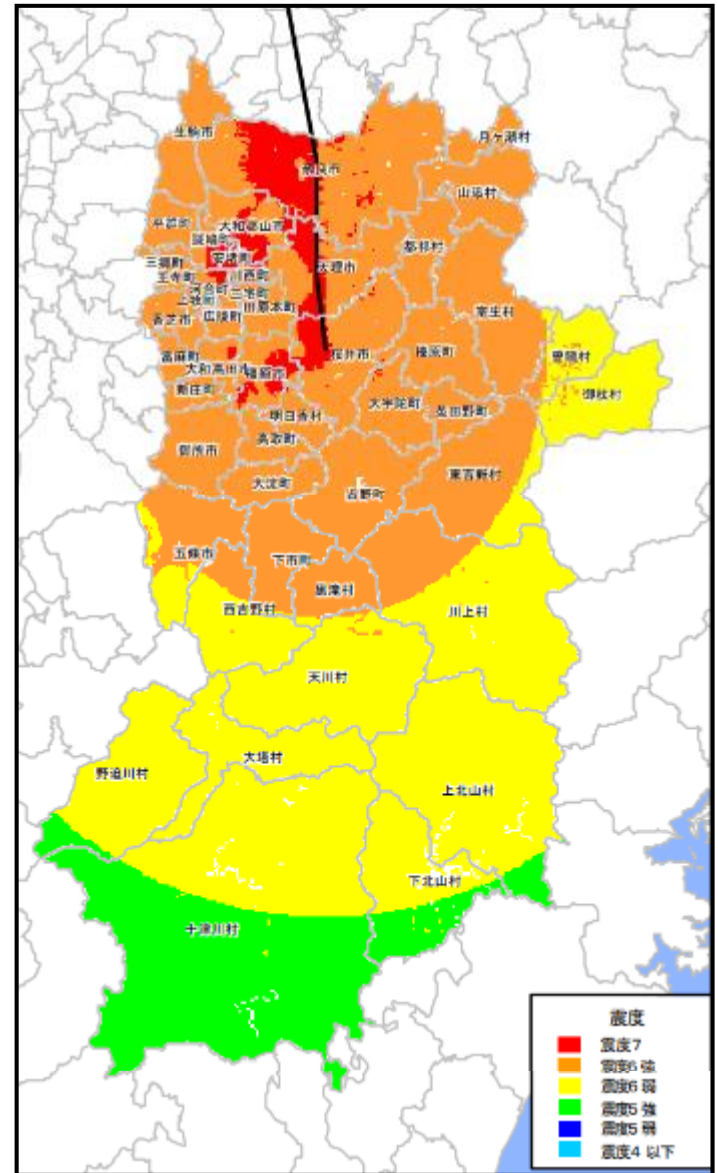 生駒市
月ヶ瀬村
奈良市
山添村
平群町
大和郡山市
斑鳩町
都祁村
安堵町
三郷町
天理市
王寺町
川西町
河合町
三宅町
上牧町
田原本町
室生村
香芝市
広陵町
當麻町
桜井市
榛原町
曽爾村
大和高田市
橿原市
御杖村
新庄町
大宇陀町
菟田野町
明日香村
高取町
御所市
東吉野村
大淀町
吉野町
五條市
下市町
黒滝村
西吉野村
川上村
天川村
大塔村
野迫川村
上北山村
下北山村
十津川村
震度
震度7
震度6 強
震度6 弱
震度5 強
震度5 弱
震度4 以下